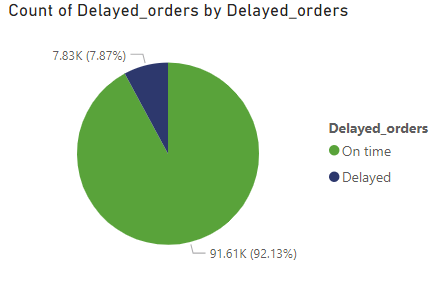 Count of Delayed_orders by Delayed_orders
7.83K (7.87%)
Delayed_orders
On time
Delayed
91.61K (92.13%)